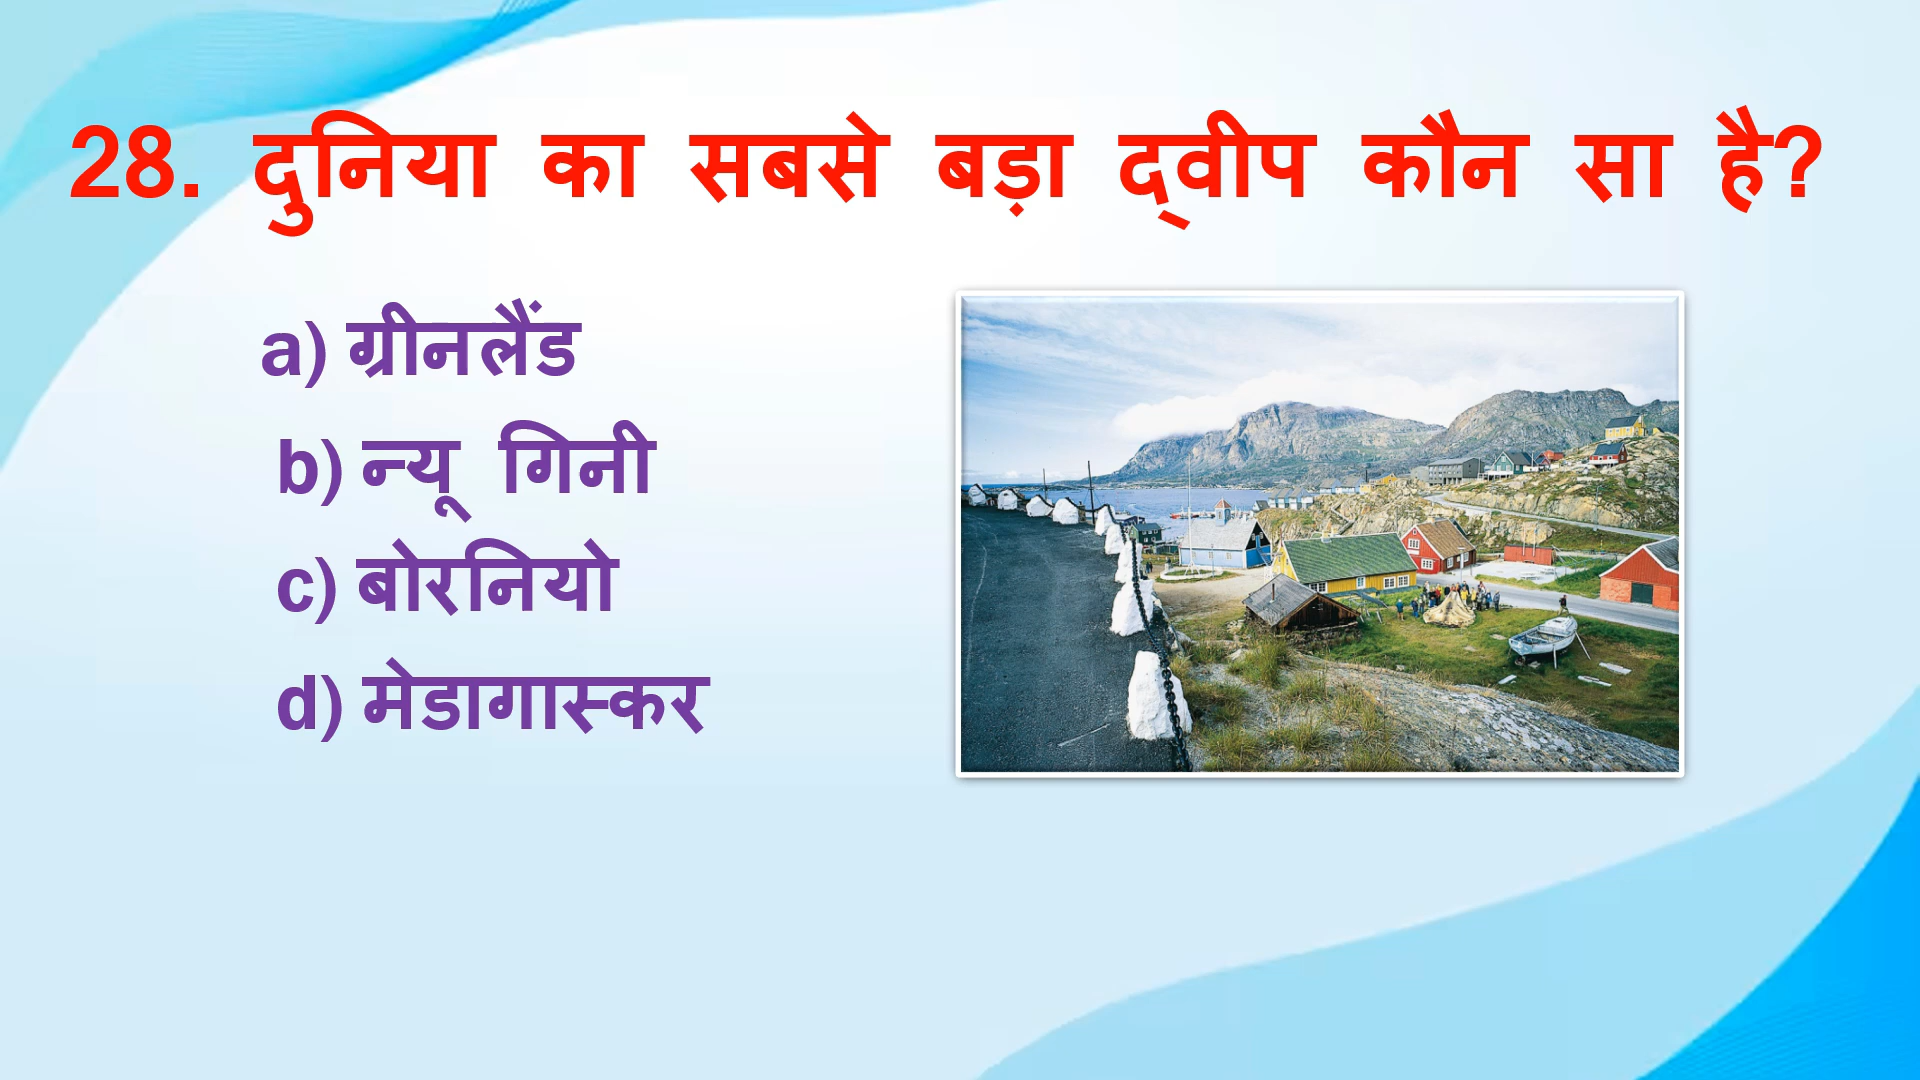 28. दुनिया का सबसे बड़ा द्वीप कौन सा है?
a) ग्रीनलैंड
b) न्यू गिनी
c) बोरनियो
d) मेडागास्कर